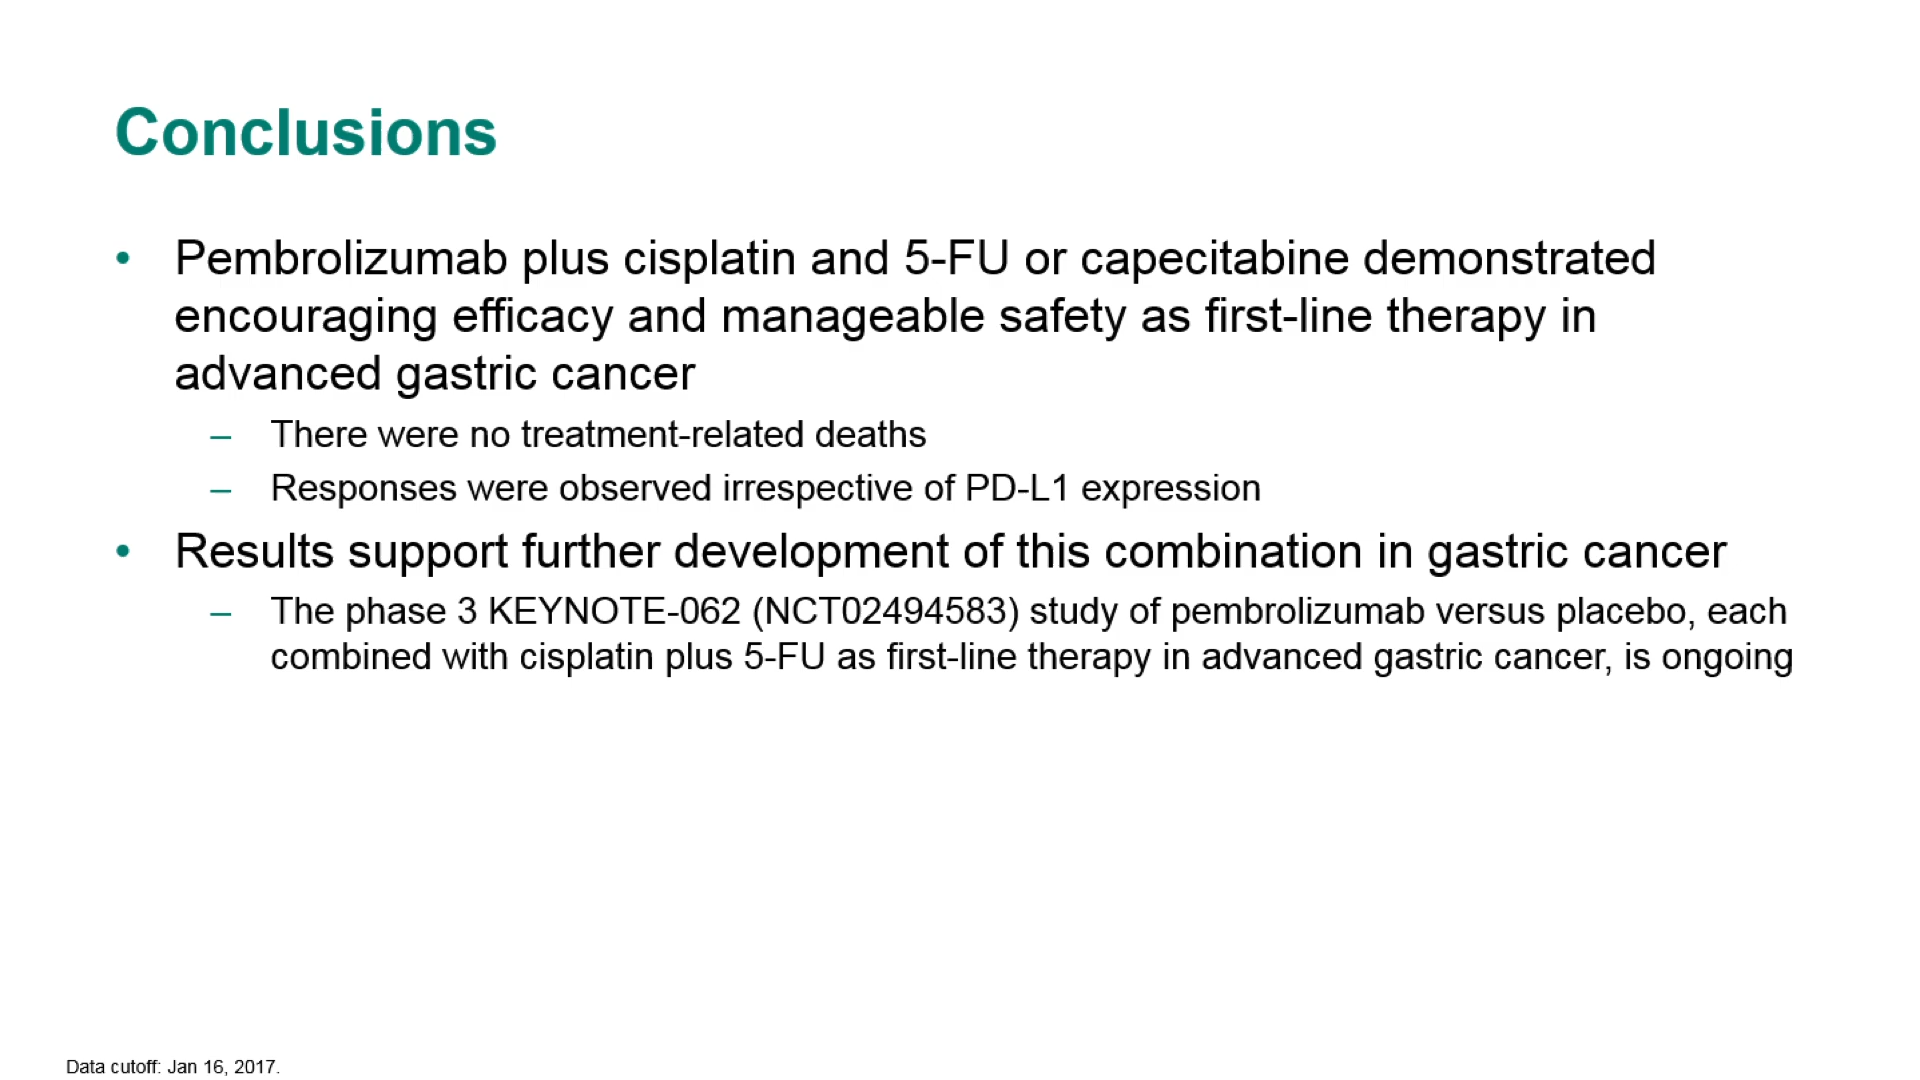 Conclusions
• Pembrolizumab plus cisplatin and 5-FU or capecitabine demonstrated
encouraging efficacy and manageable safety as first-line therapy in
advanced gastric cancer
– There were no treatment-related deaths
– Responses were observed irrespective of PD-L1 expression
• Results support further development of this combination in gastric cancer
– The phase 3 KEYNOTE-062 (NCT02494583) study of pembrolizumab versus placebo, each
combined with cisplatin plus 5-FU as first-line therapy in advanced gastric cancer, is ongoing
Data cutoff: Jan 16, 2017.